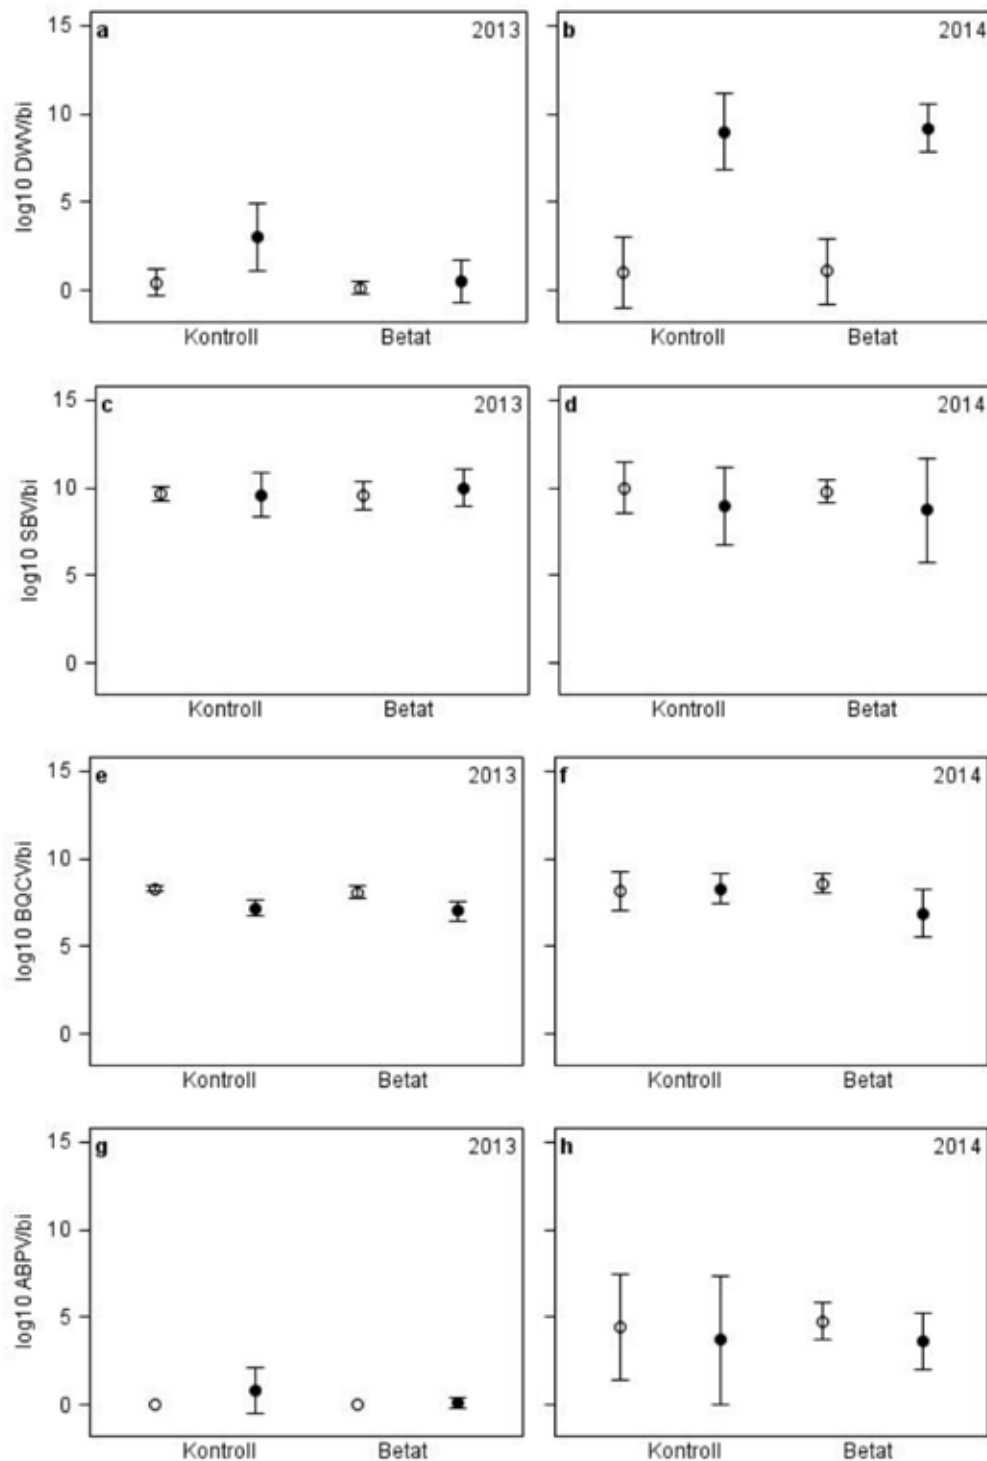 a 2013
b 2014
15
10
5
0
log10 DWV/bi
Kontroll Betat
Kontroll Betat
c 2013
d 2014
15
10
5
0
log10 SBV/bi
Kontroll Betat
Kontroll Betat
e 2013
f 2014
15
10
5
0
log10 BQCV/bi
Kontroll Betat
Kontroll Betat
g 2013
h 2014
15
10
5
0
log10 ABPV/bi
Kontroll Betat
Kontroll Betat